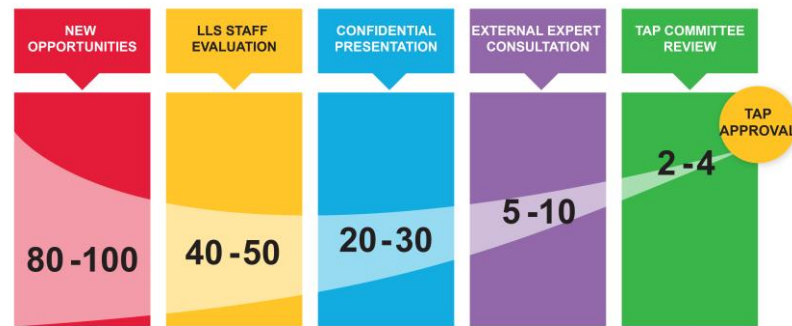 NEW
OPPORTUNITIES
LLS STAFF
EVALUATION
CONFIDENTIAL
PRESENTATION
EXTERNAL EXPERT
CONSULTATION
TAP COMMITTEE
REVIEW
TAP
APPROVAL
80 -100
40 -50
20 -30
5 -10
2 -4